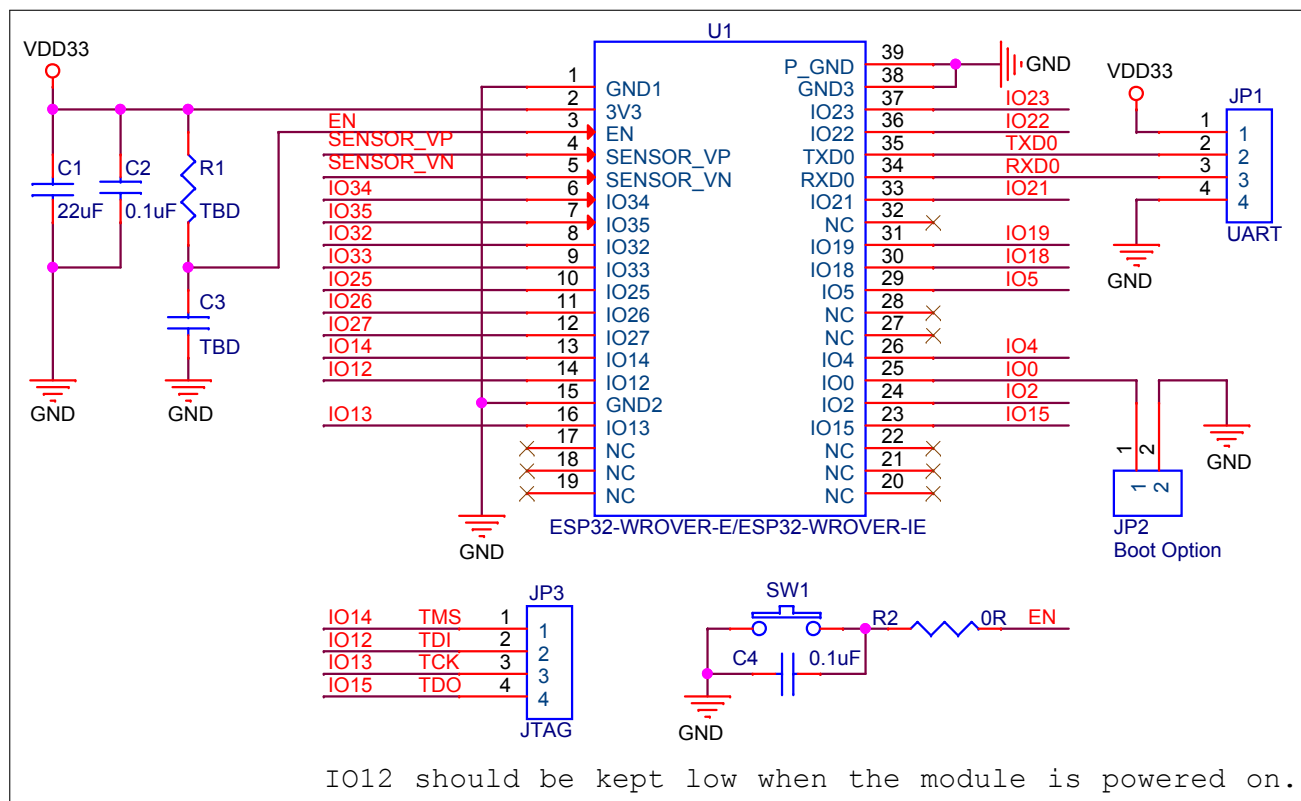 U1
VDD33
C1
22uF
C2
0.1uF
R1
TBD
C3
TBD
GND
GND
EN
SENSOR_VP
SENSOR_VN
IO34
IO35
IO32
IO33
IO25
IO26
IO27
IO14
IO12
IO13
1 GND1
2 3V3
3 EN
4 SENSOR_VP
5 SENSOR_VN
6 IO34
7 IO35
8 IO32
9 IO33
10 IO25
11 IO26
12 IO27
13 IO14
14 IO12
15 GND2
16 IO13
17 NC
18 NC
19 NC
GND
P_GND 39
GND3 38
IO23 37 IO23
IO22 36 IO22
TXD0 35 TXD0
RXD0 34 RXD0
IO21 33 IO21
NC 32
IO19 31 IO19
IO18 30 IO18
IO5 29 IO5
NC 28
NC 27
IO4 26 IO4
IO0 25 IO0
IO2 24 IO2
IO15 23 IO15
NC 22
NC 21
NC 20
ESP32-WROVER-E/ESP32-WROVER-IE
GND
VDD33
JP1
1 1
2 2
3 3
4 4
UART
GND
1 2
1 2
GND
JP2
Boot Option
JP3
IO14 TMS 1 1
IO12 TDI 2 2
IO13 TCK 3 3
IO15 TDO 4 4
JTAG
SW1
R2 0R EN
C4 0.1uF
GND
IO12 should be kept low when the module is powered on.